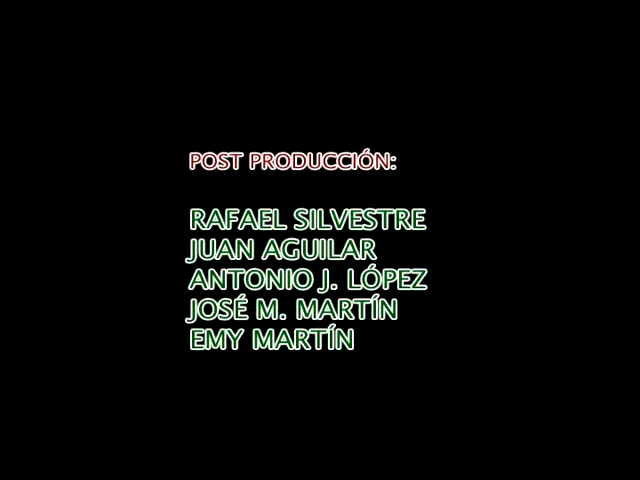 POST PRODUCCIÓN:
RAFAEL SILVESTRE
JUAN AGUILAR
ANTONIO J. LÓPEZ
JOSÉ M. MARTÍN
EMY MARTÍN